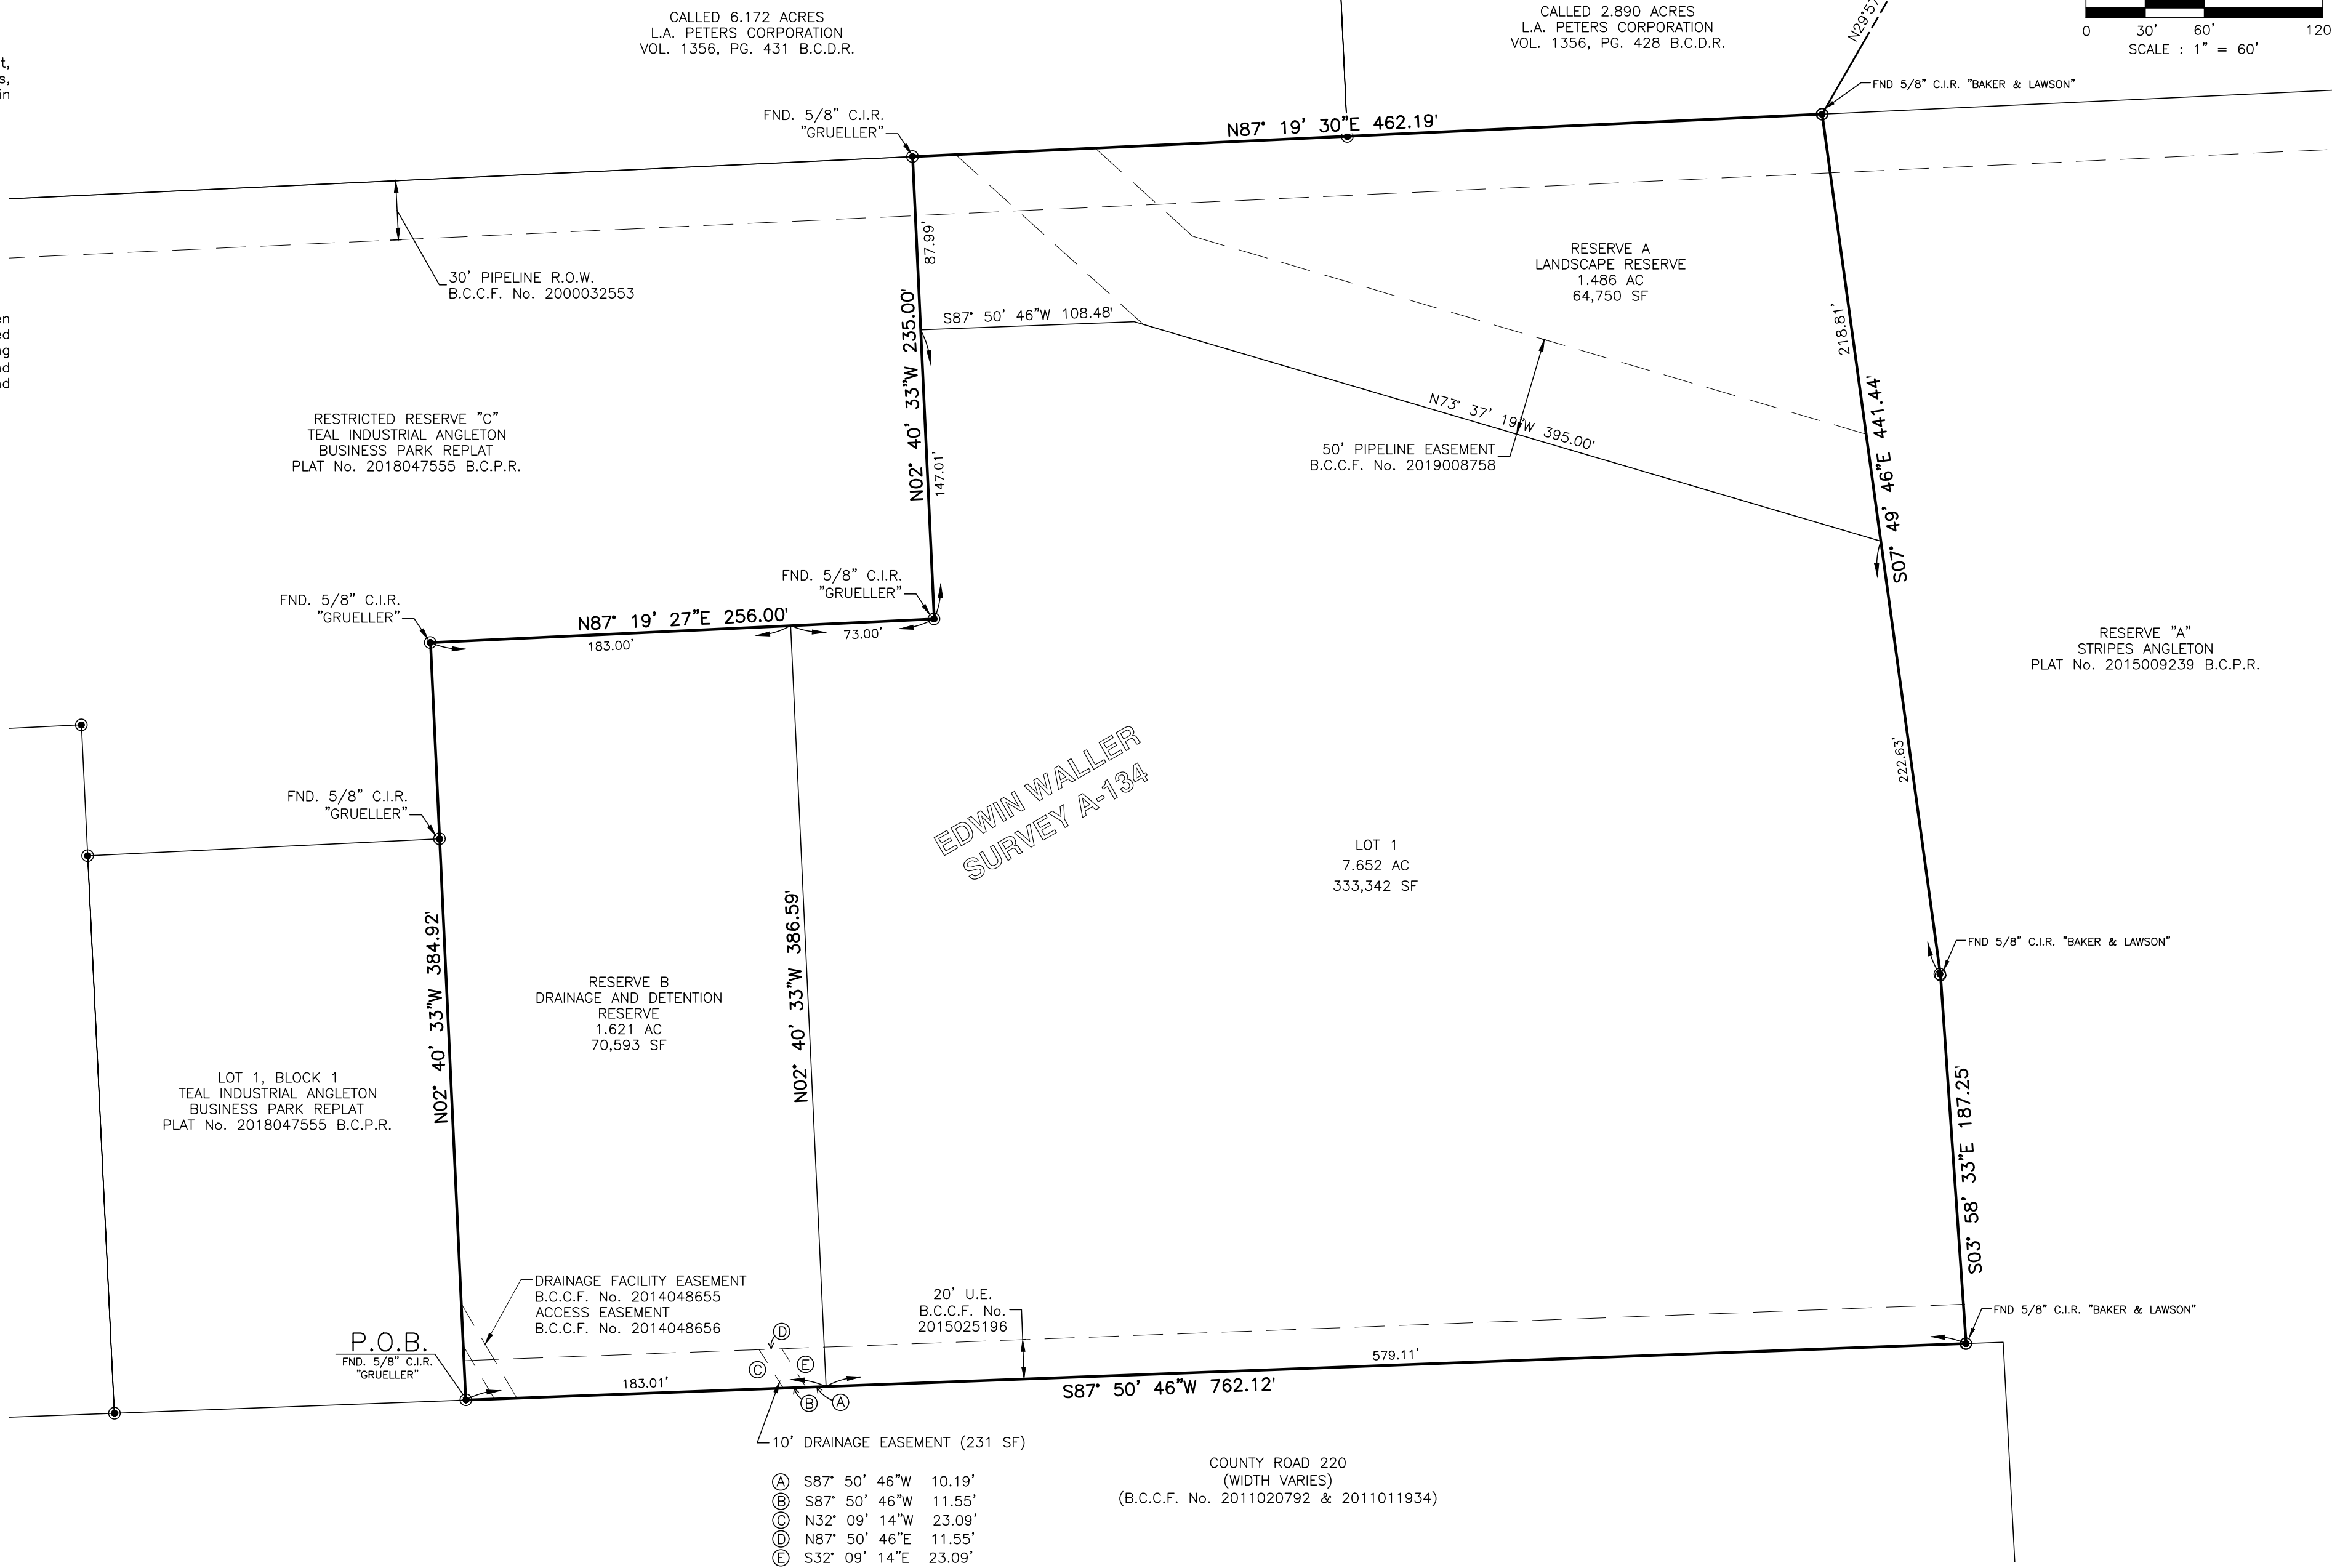 CALLED 6.172 ACRES
L.A. PETERS CORPORATION
VOL. 1356, PG. 431 B.C.D.R.
CALLED 2.890 ACRES
L.A. PETERS CORPORATION
VOL. 1356, PG. 428 B.C.D.R.
N29°57'
0 30' 60' 120
SCALE : 1" = 60'
FND 5/8" C.I.R. "BAKER & LAWSON"
FND. 5/8" C.I.R.
"GRUELLER"
N87° 19' 30"E 462.19'
30' PIPELINE R.O.W.
B.C.C.F. No. 2000032553
87.99'
N02° 40' 33"W 235.00'
147.01'
S87° 50' 46"W 108.48'
RESERVE A
LANDSCAPE RESERVE
1.486 AC
64,750 SF
218.81'
S07° 49' 46"E 441.44'
222.63'
N73° 37' 19"W 395.00'
50' PIPELINE EASEMENT
B.C.C.F. No. 2019008758
RESTRICTED RESERVE "C"
TEAL INDUSTRIAL ANGLETON
BUSINESS PARK REPLAT
PLAT No. 2018047555 B.C.P.R.
FND. 5/8" C.I.R.
"GRUELLER"
FND. 5/8" C.I.R.
"GRUELLER"
N87° 19' 27"E 256.00'
183.00'
73.00'
RESERVE "A"
STRIPES ANGLETON
PLAT No. 2015009239 B.C.P.R.
EDWIN WALLER
SURVEY A-134
FND. 5/8" C.I.R.
"GRUELLER"
LOT 1
7.652 AC
333,342 SF
N02° 40' 33"W 384.92'
N02° 40' 33"W 386.59'
FND 5/8" C.I.R. "BAKER & LAWSON"
RESERVE B
DRAINAGE AND DETENTION
RESERVE
1.621 AC
70,593 SF
LOT 1, BLOCK 1
TEAL INDUSTRIAL ANGLETON
BUSINESS PARK REPLAT
PLAT No. 2018047555 B.C.P.R.
S03° 58' 33"E 187.25'
DRAINAGE FACILITY EASEMENT
B.C.C.F. No. 2014048655
ACCESS EASEMENT
B.C.C.F. No. 2014048656
20' U.E.
B.C.C.F. No.
2015025196
FND 5/8" C.I.R. "BAKER & LAWSON"
P.O.B.
FND. 5/8" C.I.R.
"GRUELLER"
D
C
E
B
A
183.01'
579.11'
S87° 50' 46"W 762.12'
10' DRAINAGE EASEMENT (231 SF)
COUNTY ROAD 220
(WIDTH VARIES)
(B.C.C.F. No. 2011020792 & 2011011934)
A S87° 50' 46"W 10.19'
B S87° 50' 46"W 11.55'
C N32° 09' 14"W 23.09'
D N87° 50' 46"E 11.55'
E S32° 09' 14"E 23.09'